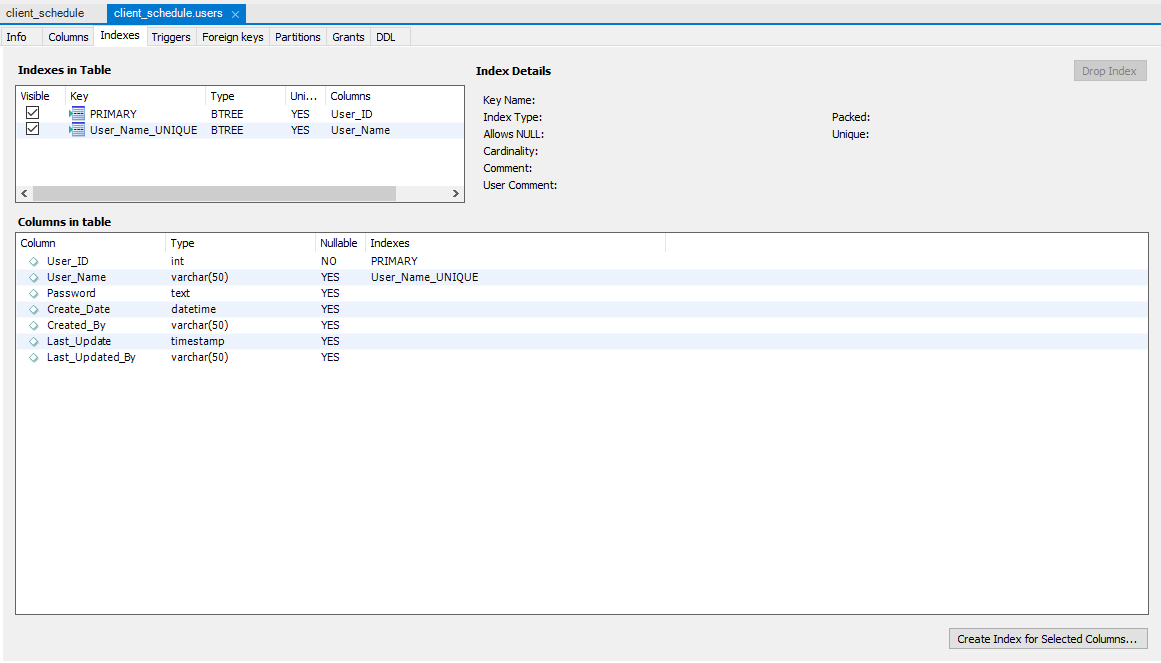 client_schedule client_schedule.users
Info Columns Indexes Triggers Foreign keys Partitions Grants DDL
Indexes in Table
Visible Key Type Uni... Columns
PRIMARY BTREE YES User_ID
User_Name_UNIQUE BTREE YES User_Name
Index Details
Drop Index
Key Name:
Index Type: Packed:
Allows NULL: Unique:
Cardinality:
Comment:
User Comment:
Columns in table
Column Type Nullable Indexes
User_ID int NO PRIMARY
User_Name varchar(50) YES User_Name_UNIQUE
Password text YES
Create_Date datetime YES
Created_By varchar(50) YES
Last_Update timestamp YES
Last_Updated_By varchar(50) YES
Create Index for Selected Columns...